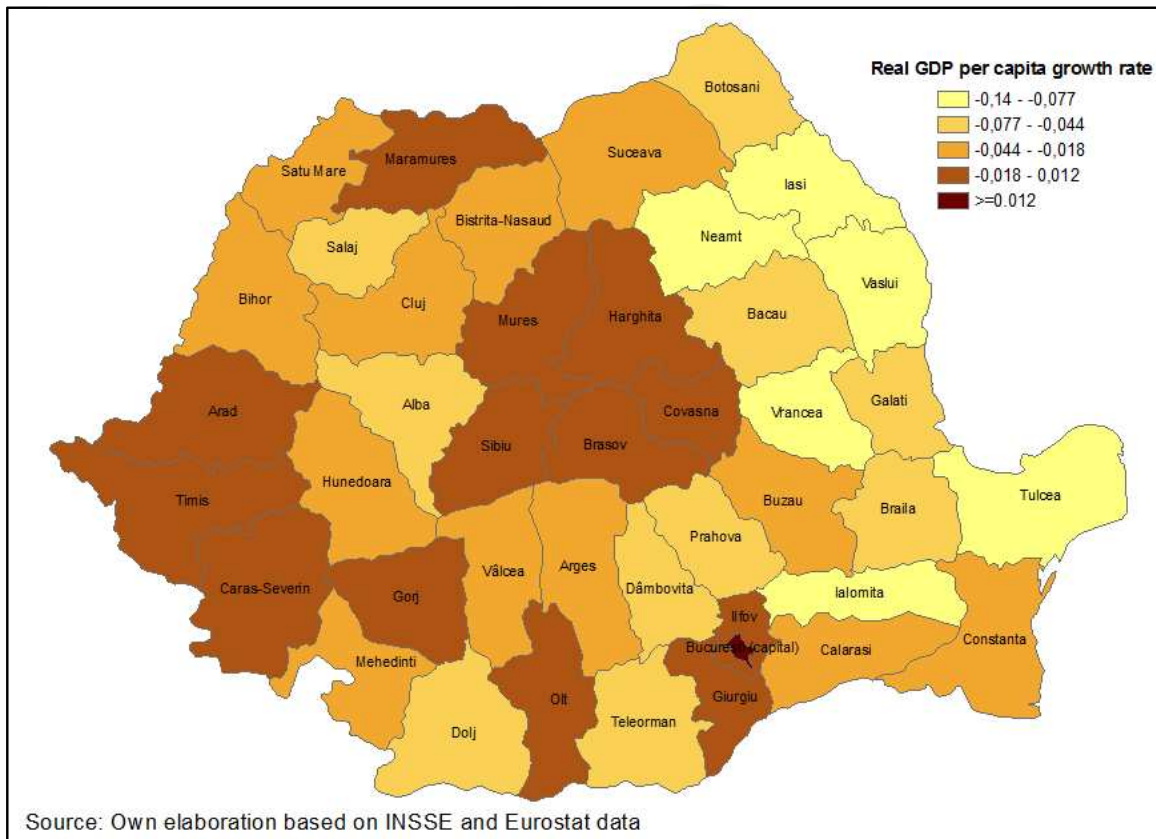 Real GDP per capita growth rate
-0,14 - -0,077
-0,077 - -0,044
-0,044 - -0,018
-0,018 - 0,012
>=0.012
Botosani
Suceava
Maramures
Satu Mare
Iasi
Bistrita-Nasaud
Neamt
Salaj
Vaslui
Bihor
Cluj
Bacau
Mures
Harghita
Galati
Alba
Arad
Covasna
Vrancea
Sibiu
Brasov
Hunedoara
Tulcea
Timis
Buzau
Braila
Prahova
Vâlcea
Arges
Dâmbovita
Caras-Severin
Gorj
Ialomita
Ilfov
Constanta
Bucuresti (capital)
Calarasi
Mehedinti
Olt
Giurgiu
Teleorman
Dolj
Source: Own elaboration based on INSSE and Eurostat data